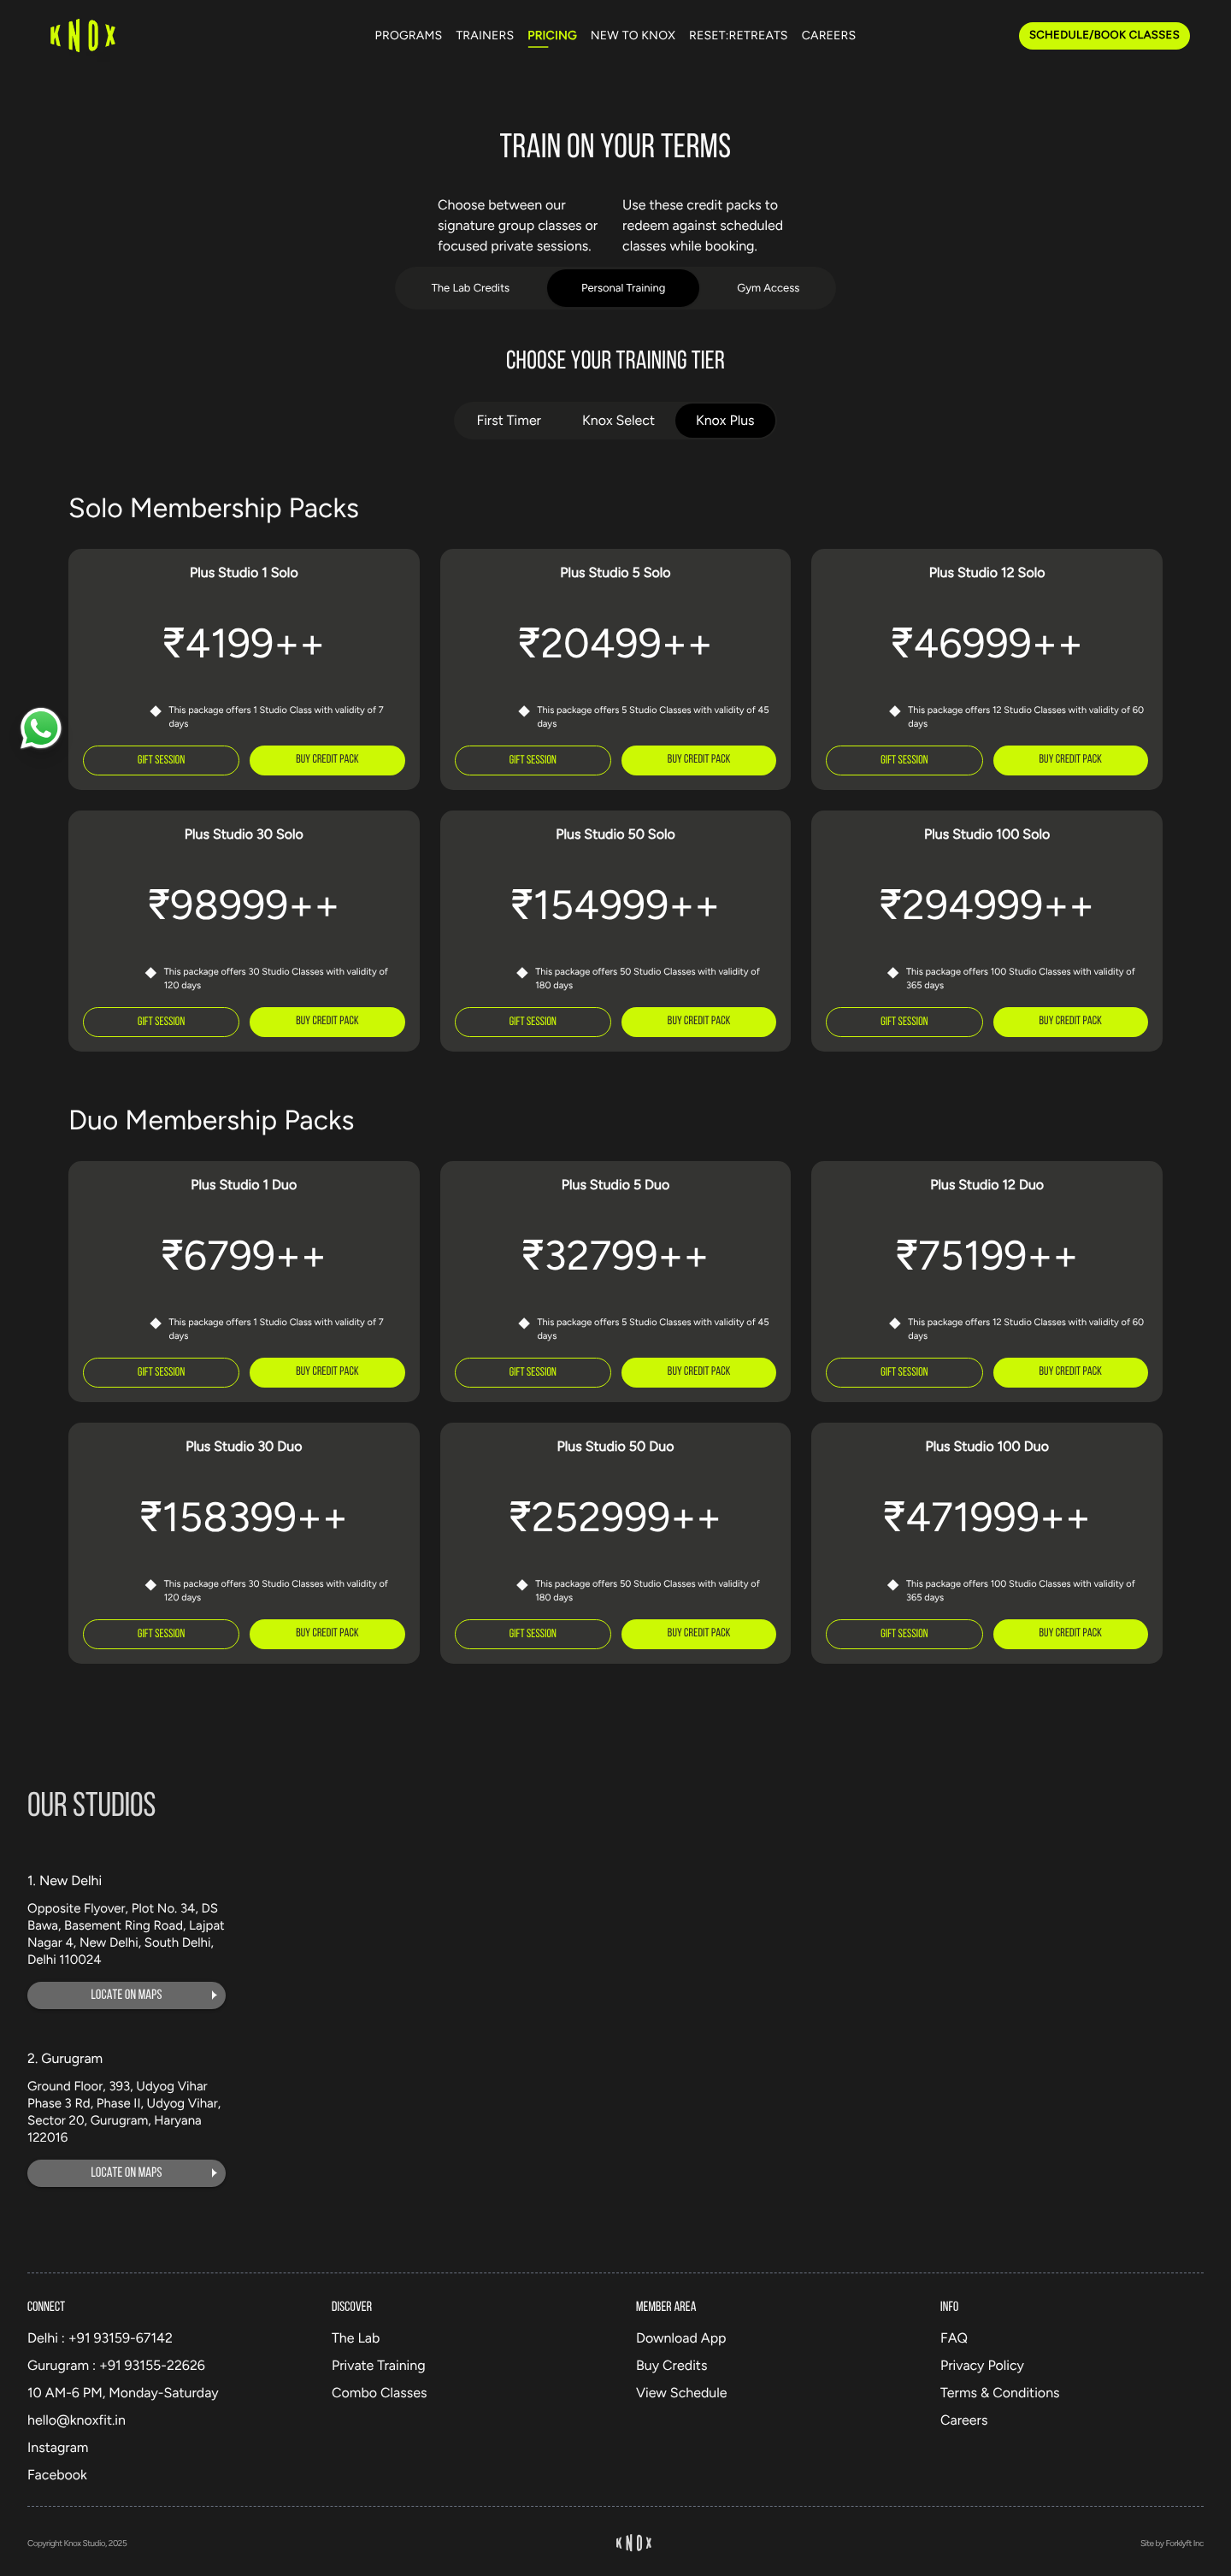 KNOX
PROGRAMS TRAINERS PRICING NEW TO KNOX RESET:RETREATS CAREERS
SCHEDULE/BOOK CLASSES
TRAIN ON YOUR TERMS
Choose between our
signature group classes or
focused private sessions.
Use these credit packs to
redeem against scheduled
classes while booking.
The Lab Credits Personal Training Gym Access
CHOOSE YOUR TRAINING TIER
First Timer Knox Select Knox Plus
Solo Membership Packs
Plus Studio 1 Solo
₹4199++
This package offers 1 Studio Class with validity of 7
days
GIFT SESSION BUY CREDIT PACK
Plus Studio 5 Solo
₹20499++
This package offers 5 Studio Classes with validity of 45
days
GIFT SESSION BUY CREDIT PACK
Plus Studio 12 Solo
₹46999++
This package offers 12 Studio Classes with validity of 60
days
GIFT SESSION BUY CREDIT PACK
Plus Studio 30 Solo
₹98999++
This package offers 30 Studio Classes with validity of
120 days
GIFT SESSION BUY CREDIT PACK
Plus Studio 50 Solo
₹154999++
This package offers 50 Studio Classes with validity of
180 days
GIFT SESSION BUY CREDIT PACK
Plus Studio 100 Solo
₹294999++
This package offers 100 Studio Classes with validity of
365 days
GIFT SESSION BUY CREDIT PACK
Duo Membership Packs
Plus Studio 1 Duo
₹6799++
This package offers 1 Studio Class with validity of 7
days
GIFT SESSION BUY CREDIT PACK
Plus Studio 5 Duo
₹32799++
This package offers 5 Studio Classes with validity of 45
days
GIFT SESSION BUY CREDIT PACK
Plus Studio 12 Duo
₹75199++
This package offers 12 Studio Classes with validity of 60
days
GIFT SESSION BUY CREDIT PACK
Plus Studio 30 Duo
₹158399++
This package offers 30 Studio Classes with validity of
120 days
GIFT SESSION BUY CREDIT PACK
Plus Studio 50 Duo
₹252999++
This package offers 50 Studio Classes with validity of
180 days
GIFT SESSION BUY CREDIT PACK
Plus Studio 100 Duo
₹471999++
This package offers 100 Studio Classes with validity of
365 days
GIFT SESSION BUY CREDIT PACK
OUR STUDIOS
1. New Delhi
Opposite Flyover, Plot No. 34, DS
Bawa, Basement Ring Road, Lajpat
Nagar 4, New Delhi, South Delhi,
Delhi 110024
LOCATE ON MAPS
2. Gurugram
Ground Floor, 393, Udyog Vihar
Phase 3 Rd, Phase II, Udyog Vihar,
Sector 20, Gurugram, Haryana
122016
LOCATE ON MAPS
CONNECT
Delhi : +91 93159-67142
Gurugram : +91 93155-22626
10 AM-6 PM, Monday-Saturday
hello@knoxfit.in
Instagram
Facebook
DISCOVER
The Lab
Private Training
Combo Classes
MEMBER AREA
Download App
Buy Credits
View Schedule
INFO
FAQ
Privacy Policy
Terms & Conditions
Careers
Copyright Knox Studio, 2025
KNOX
Site by Forklyft Inc